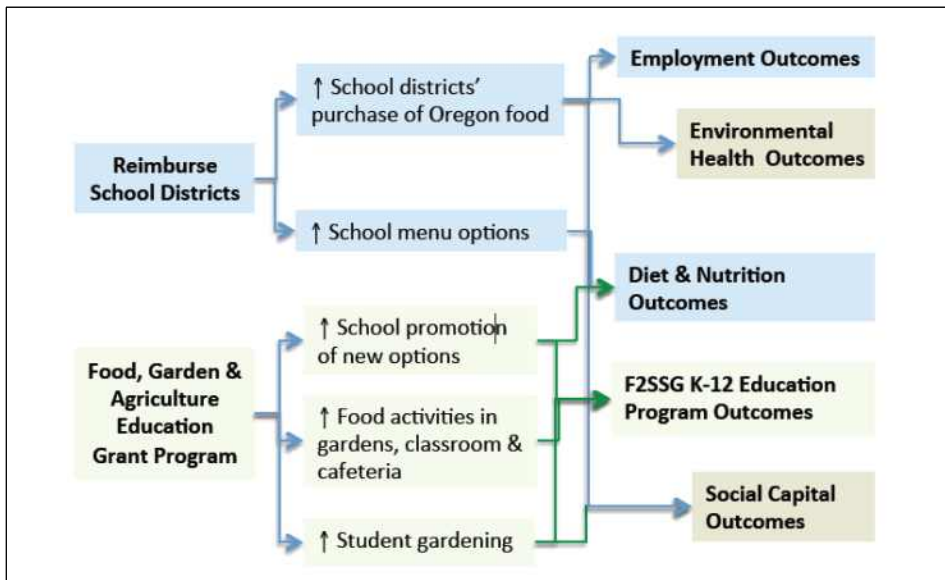 Reimburse
School Districts
↑ School districts’
purchase of Oregon food
↑ School menu options
Food, Garden &
Agriculture
Education
Grant Program
↑ School promotion
of new options
↑ Food activities in
gardens, classroom &
cafeteria
↑ Student gardening
Employment Outcomes
Environmental
Health Outcomes
Diet & Nutrition
Outcomes
F2SSG K-12 Education
Program Outcomes
Social Capital
Outcomes